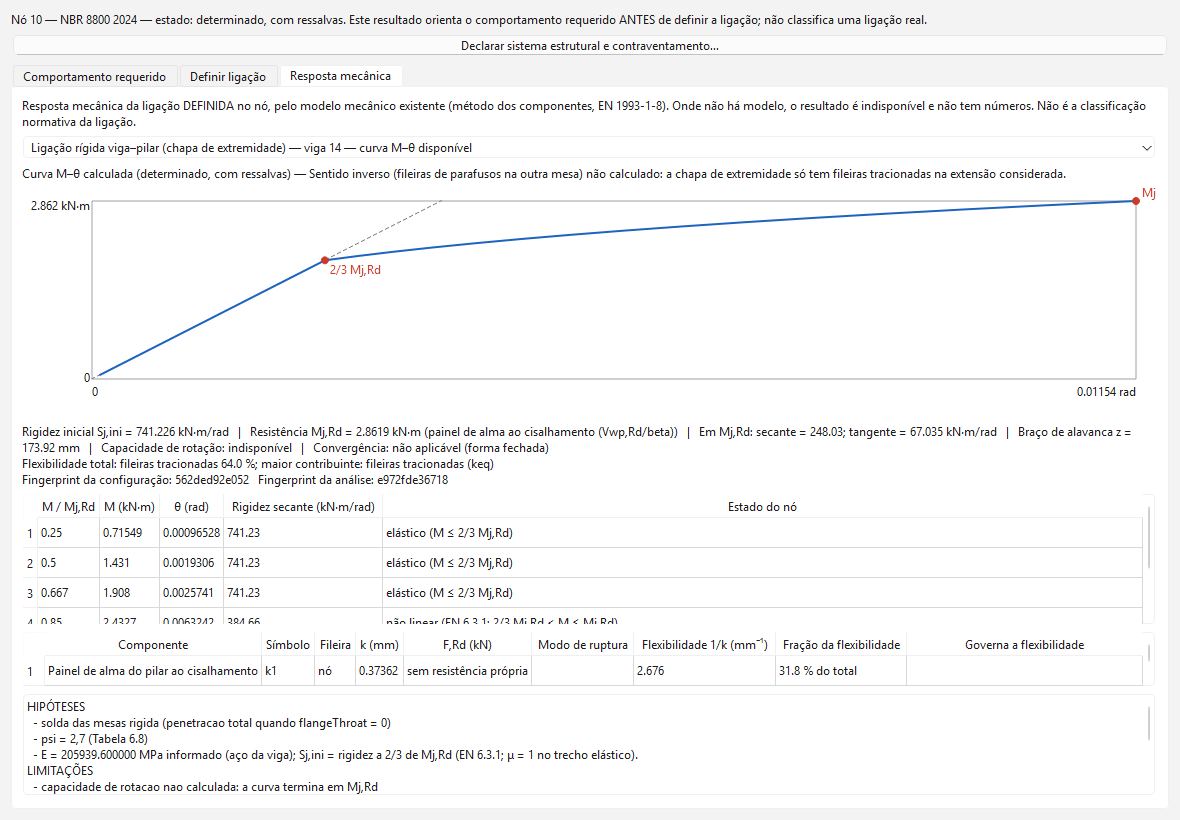 Nó 10 — NBR 8800 2024 — estado: determinado, com ressalvas. Este resultado orienta o comportamento requerido ANTES de definir a ligação; não classifica uma ligação real.
Declarar sistema estrutural e contraventamento...
Comportamento requerido Definir ligação Resposta mecânica
Resposta mecânica da ligação DEFINIDA no nó, pelo modelo mecânico existente (método dos componentes, EN 1993-1-8). Onde não há modelo, o resultado é indisponível e não tem números. Não é a classificação
normativa da ligação.
Ligação rígida viga–pilar (chapa de extremidade) — viga 14 — curva M–θ disponível
Curva M–θ calculada (determinado, com ressalvas) — Sentido inverso (fileiras de parafusos na outra mesa) não calculado: a chapa de extremidade só tem fileiras tracionadas na extensão considerada.
Mj
2.862 kN·m
2/3 Mj,Rd
0
0 0.01154 rad
Rigidez inicial Sj,ini = 741.226 kN·m/rad | Resistência Mj,Rd = 2.8619 kN·m (painel de alma ao cisalhamento (Vwp,Rd/beta)) | Em Mj,Rd: secante = 248.03; tangente = 67.035 kN·m/rad | Braço de alavanca z =
173.92 mm | Capacidade de rotação: indisponível | Convergência: não aplicável (forma fechada)
Flexibilidade total: fileiras tracionadas 64.0 %; maior contribuinte: fileiras tracionadas (keq)
Fingerprint da configuração: 562ded92e052 Fingerprint da análise: e972fde36718
M / Mj,Rd M (kN·m) θ (rad) Rigidez secante (kN·m/rad) Estado do nó
1 0.25 0.71549 0.00096528 741.23 elástico (M ≤ 2/3 Mj,Rd)
2 0.5 1.431 0.0019306 741.23 elástico (M ≤ 2/3 Mj,Rd)
3 0.667 1.908 0.0025741 741.23 elástico (M ≤ 2/3 Mj,Rd)
4 0.85 2.4327 0.0063242 384.66 não linear (EN 6.3.1: 2/3 Mj,Rd < M ≤ Mj,Rd)
Componente Símbolo Fileira k (mm) F,Rd (kN) Modo de ruptura Flexibilidade 1/k (mm⁻¹) Fração da flexibilidade Governa a flexibilidade
1 Painel de alma do pilar ao cisalhamento k1 nó 0.37362 sem resistência própria 2.676 31.8 % do total
HIPÓTESES
- solda das mesas rigida (penetracao total quando flangeThroat = 0)
- psi = 2,7 (Tabela 6.8)
- E = 205939.600000 MPa informado (aço da viga); Sj,ini = rigidez a 2/3 de Mj,Rd (EN 6.3.1; μ = 1 no trecho elástico).
LIMITAÇÕES
- capacidade de rotacao nao calculada: a curva termina em Mj,Rd